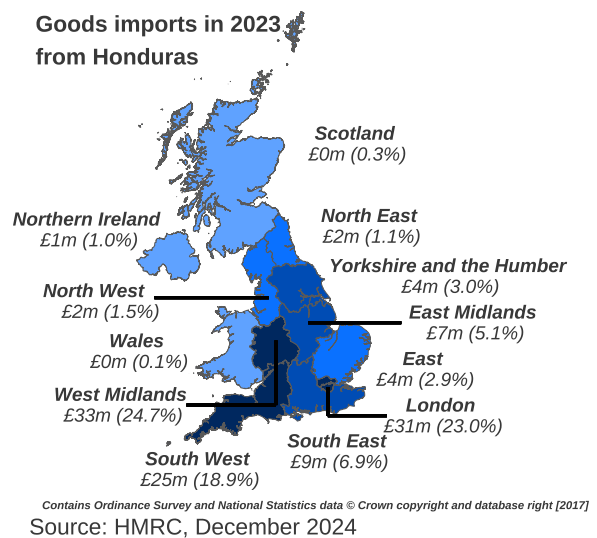 Goods imports in 2023
from Honduras
Scotland
£0m (0.3%)
Northern Ireland
£1m (1.0%)
North East
£2m (1.1%)
Yorkshire and the Humber
£4m (3.0%)
North West
£2m (1.5%)
East Midlands
£7m (5.1%)
Wales
£0m (0.1%)
East
£4m (2.9%)
West Midlands
£33m (24.7%)
London
£31m (23.0%)
South East
£9m (6.9%)
South West
£25m (18.9%)
Contains Ordinance Survey and National Statistics data © Crown copyright and database right [2017]
Source: HMRC, December 2024